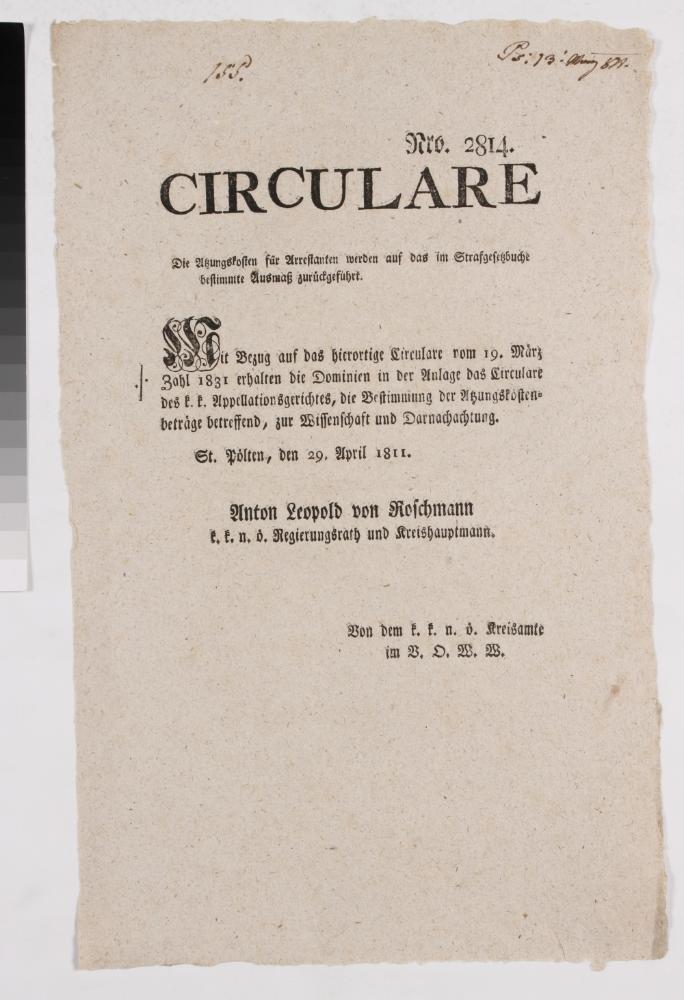 155.
Nro. 2814.
CIRCULARE
Die Atzungskosten für Arrestanten werden auf das im Strafgesetzbuche
bestimmte Ausmaß zurückgeführt.
Mit Bezug auf das hierortige Circulare vom 19. März
Zahl 1831 erhalten die Dominien in der Anlage das Circulare
des k. k. Appellationsgerichtes, die Bestimmung der Atzungskosten-
beträge betreffend, zur Wissenschaft und Darnachachtung.
St. Pölten, den 29. April 1811.
Anton Leopold von Roschmann
k. k. n. ö. Regierungsrath und Kreishauptmann.
Von dem k. k. n. ö. Kreisamte
im V. O. W. W.